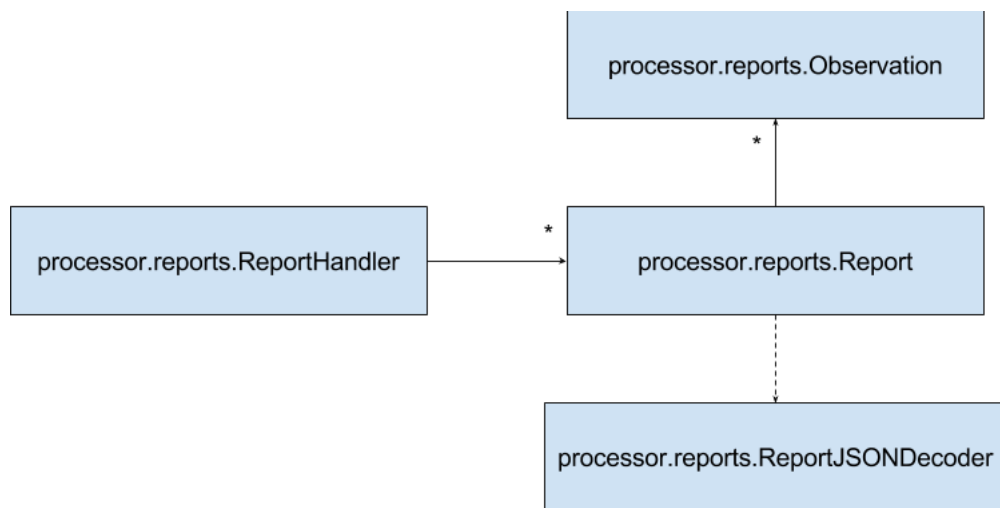 processor.reports.Observation
*
*
processor.reports.ReportHandler
processor.reports.Report
processor.reports.ReportJSONDecoder